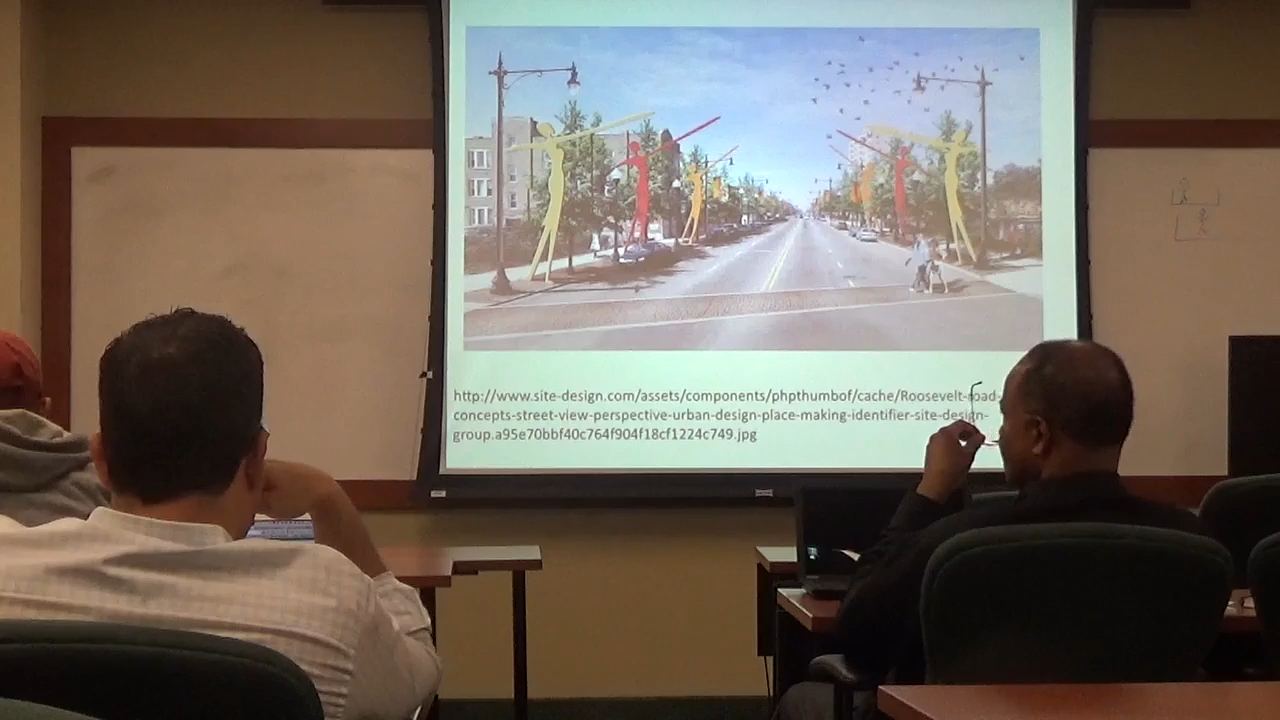 http://www.site-design.com/assets/components/phpthumbof/cache/Roosevelt-road-
concepts-street-view-perspective-urban-design-place-making-identifier-site-design-
group.a95e70bbf40c764f904f18cf1224c749.jpg